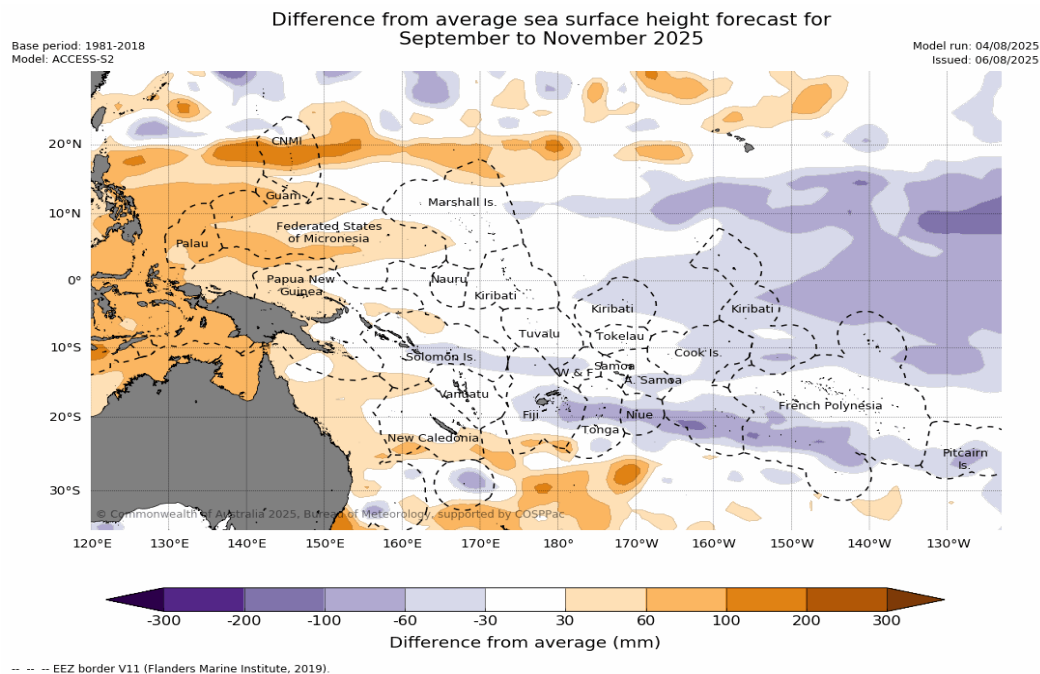 Difference from average sea surface height forecast for
September to November 2025
Base period: 1981-2018
Model: ACCESS-S2
Model run: 04/08/2025
Issued: 06/08/2025
20°N
10°N
0°
10°S
20°S
30°S
CNMI
Guam
Marshall Is.
Federated States
of Micronesia
Palau
Papua New
Guinea
Nauru
Kiribati
Kiribati
Kiribati
Tuvalu
Tokelau
Solomon Is.
Cook Is.
W & F
Samoa
A. Samoa
Vanuatu
French Polynesia
Fiji
Niue
Tonga
New Caledonia
Pitcairn
Is.
© Commonwealth of Australia 2025, Bureau of Meteorology, supported by COSPPac
120°E 130°E 140°E 150°E 160°E 170°E 180° 170°W 160°W 150°W 140°W 130°W
-300 -200 -100 -60 -30 30 60 100 200 300
Difference from average (mm)
-- -- -- EEZ border V11 (Flanders Marine Institute, 2019).